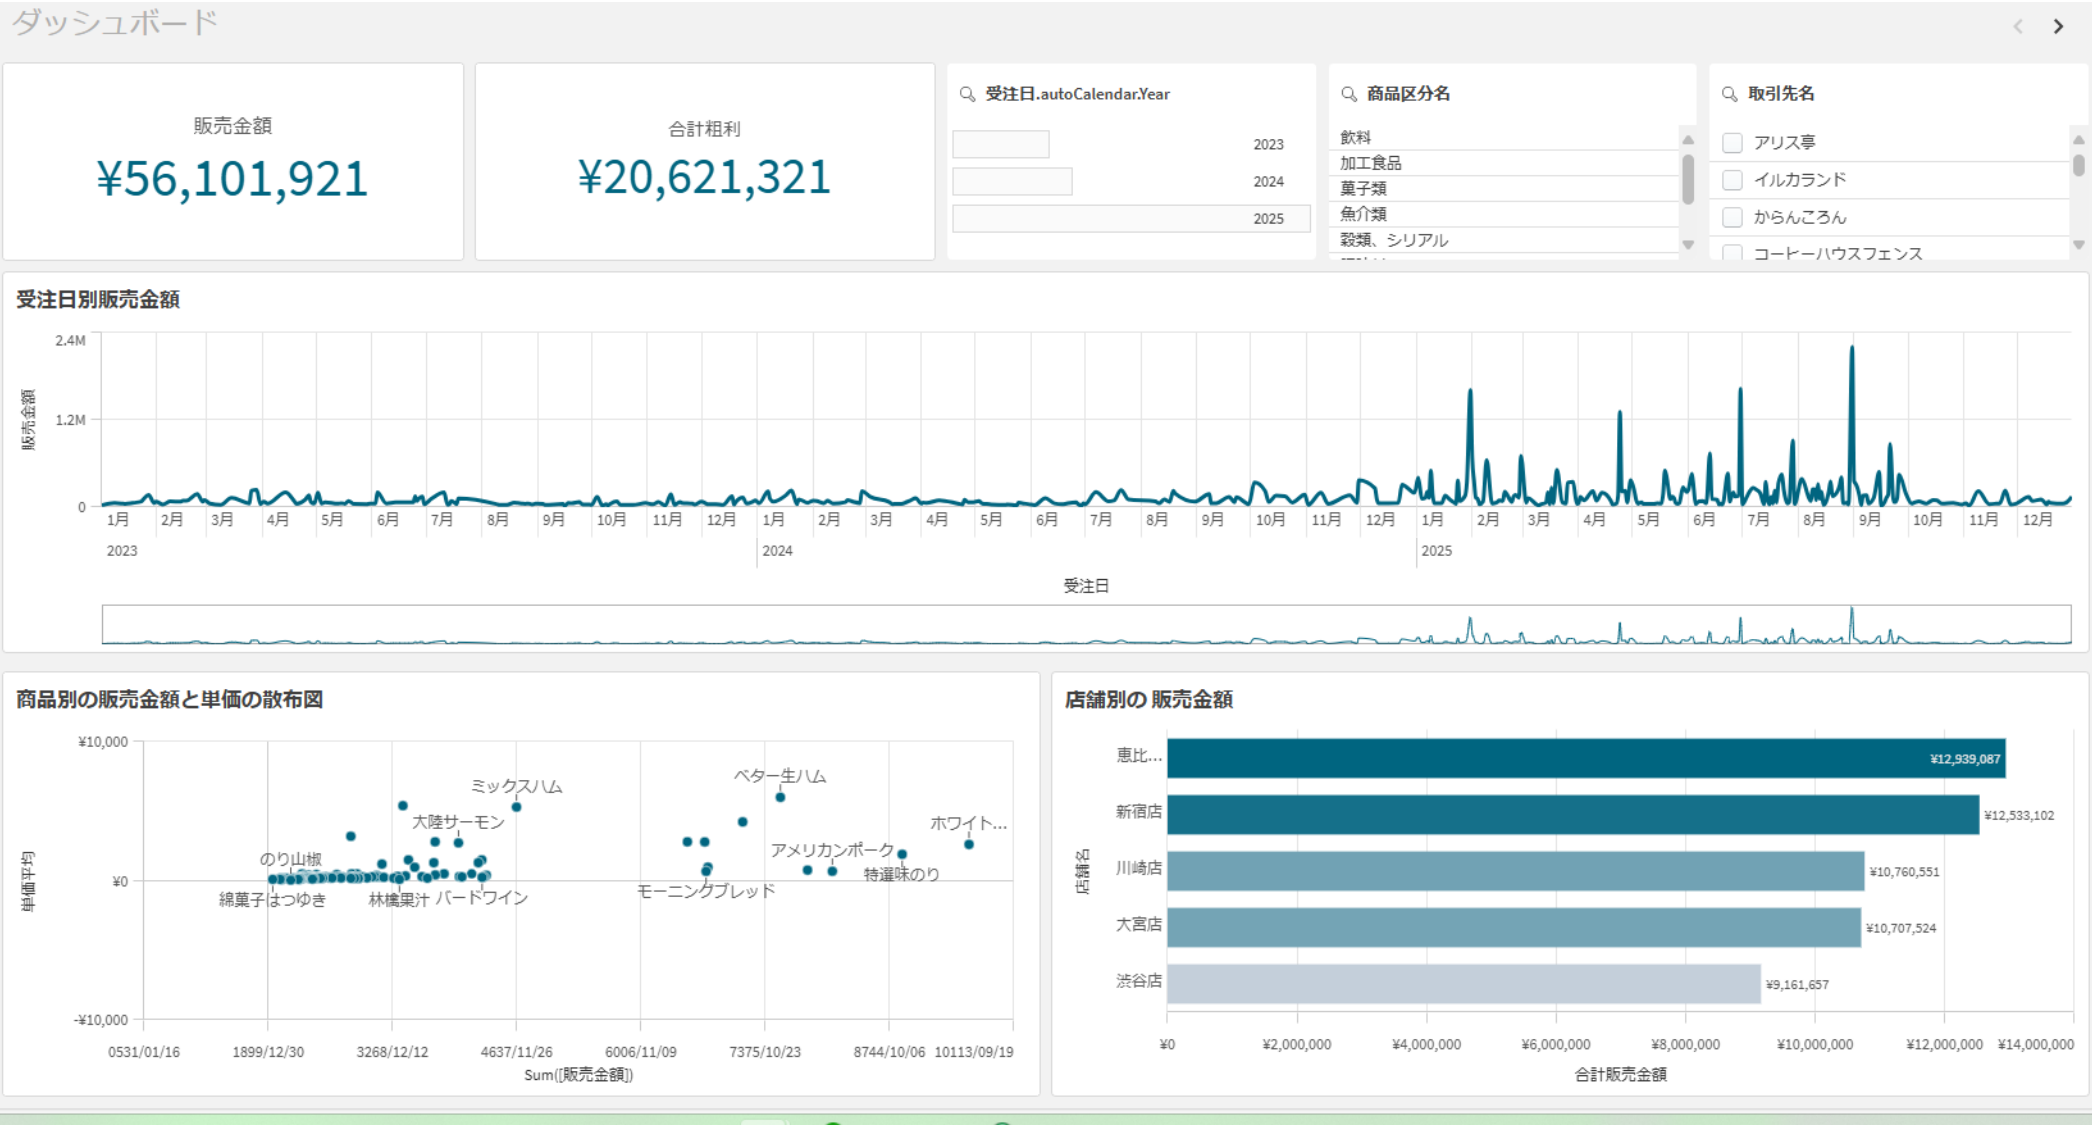 ダッシュボード
販売金額
¥56,101,921
合計粗利
¥20,621,321
受注日.autoCalendar.Year
2023
2024
2025
商品区分名
飲料
加工食品
菓子類
魚介類
穀類、シリアル
取引先名
アリス亭
イルカランド
からんころん
コーヒーハウスフェンス
受注日別販売金額
販売金額
2.4M
1.2M
0
1月 2月 3月 4月 5月 6月 7月 8月 9月 10月 11月 12月 1月 2月 3月 4月 5月 6月 7月 8月 9月 10月 11月 12月 1月 2月 3月 4月 5月 6月 7月 8月 9月 10月 11月 12月
2023 2024 2025
受注日
商品別の販売金額と単価の散布図
単価平均
¥10,000
¥0
-¥10,000
ベター生ハム
ミックスハム
大陸サーモン
ホワイト...
アメリカンポーク
のり山椒
特選味のり
モーニングブレッド
綿菓子はつゆき
林檎果汁
バードワイン
0531/01/16 1899/12/30 3268/12/12 4637/11/26 6006/11/09 7375/10/23 8744/10/06 10113/09/19
Sum([販売金額])
店舗別の 販売金額
店舗名
恵比... ¥12,939,087
新宿店 ¥12,533,102
川崎店 ¥10,760,551
大宮店 ¥10,707,524
渋谷店 ¥9,161,657
¥0 ¥2,000,000 ¥4,000,000 ¥6,000,000 ¥8,000,000 ¥10,000,000 ¥12,000,000 ¥14,000,000
合計販売金額